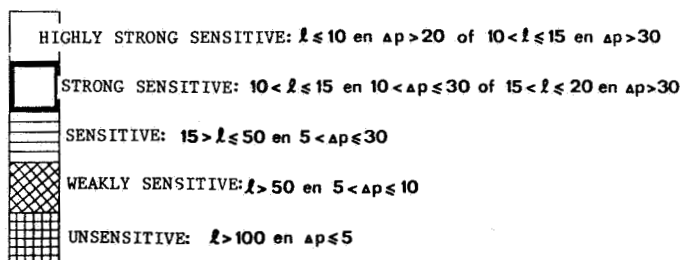 HIGHLY STRONG SENSITIVE: ℓ≤10 en Δp>20 of 10<ℓ≤15 en Δp>30
STRONG SENSITIVE: 10<ℓ≤15 en 10<Δp≤30 of 15<ℓ≤20 en Δp>30
SENSITIVE: 15>ℓ≤50 en 5<Δp≤30
WEAKLY SENSITIVE: ℓ>50 en 5<Δp≤10
UNSENSITIVE: ℓ>100 en Δp≤5